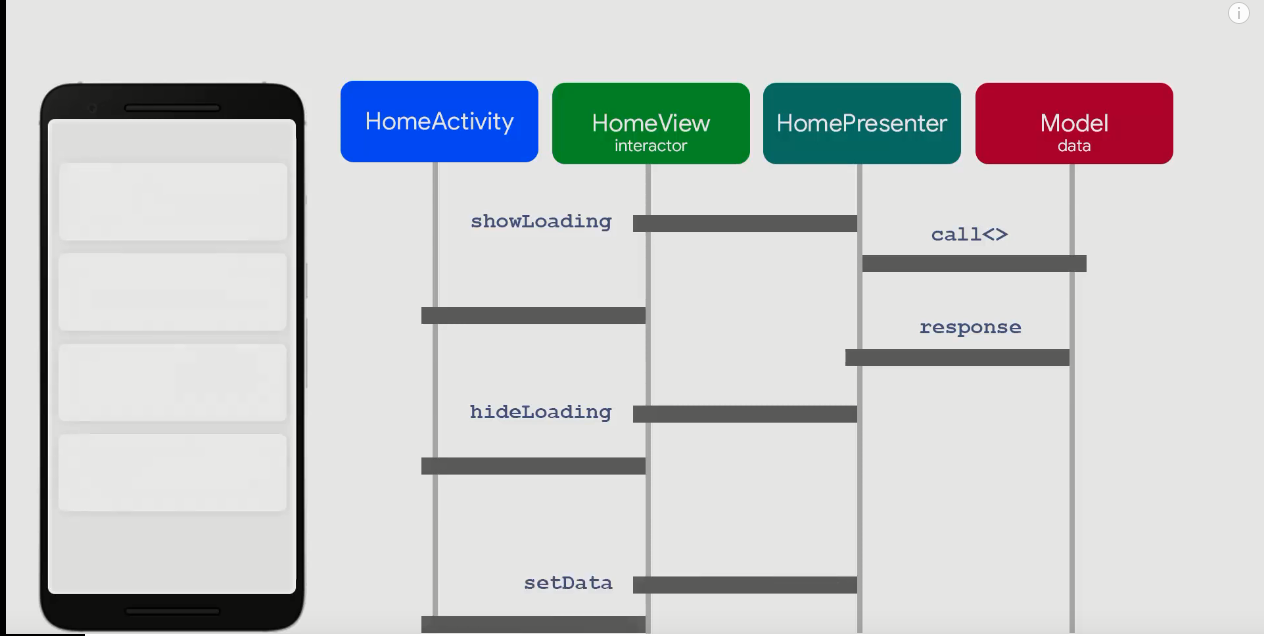 HomeActivity
HomeView
interactor
HomePresenter
Model
data
showLoading
call<>
response
hideLoading
setData